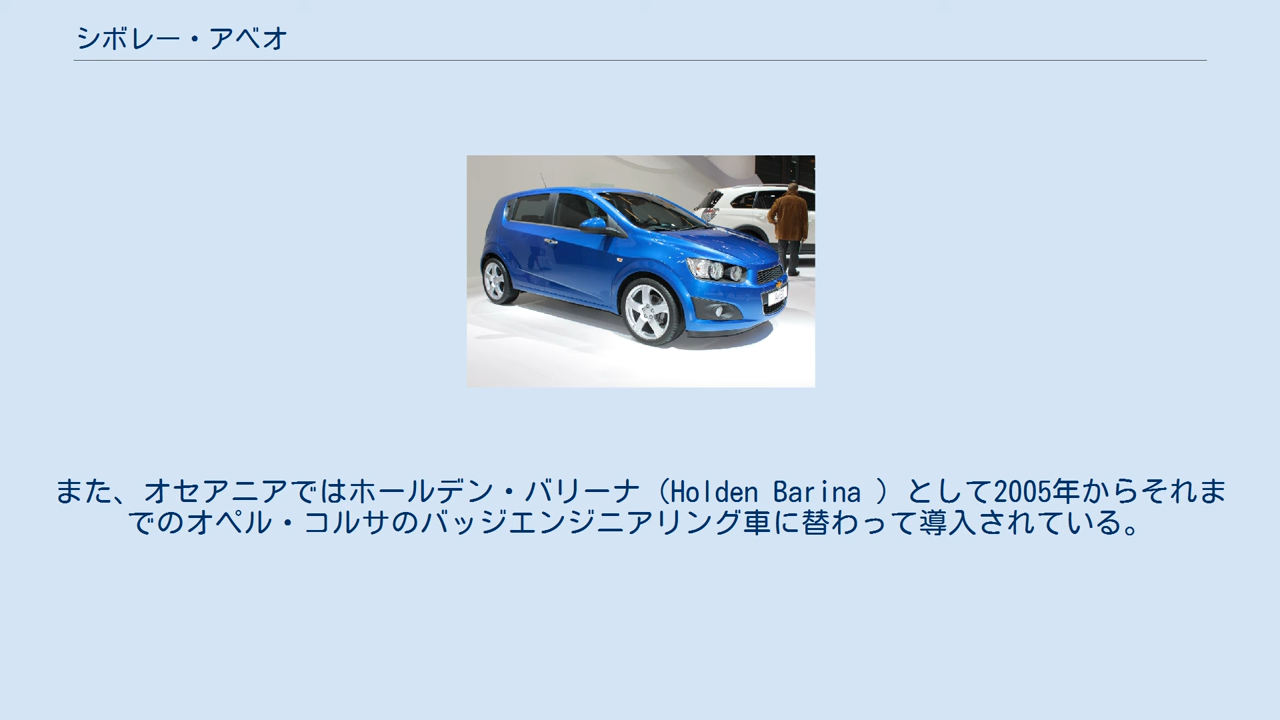 シボレー・アベオ
また、オセアニアではホールデン・バリーナ（Holden Barina ）として2005年からそれま
でのオペル・コルサのバッジエンジニアリング車に替わって導入されている。